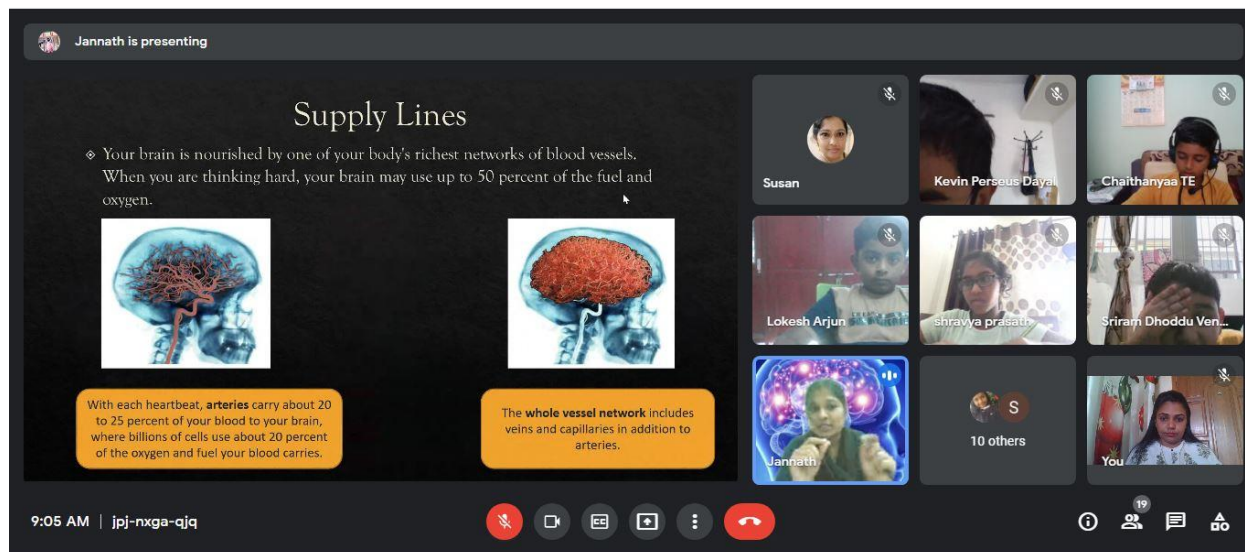 Jannath is presenting
Supply Lines
Your brain is nourished by one of your body's richest networks of blood vessels.
When you are thinking hard, your brain may use up to 50 percent of the fuel and
oxygen.
With each heartbeat, arteries carry about 20
to 25 percent of your blood to your brain,
where billions of cells use about 20 percent
of the oxygen and fuel your blood carries.
The whole vessel network includes
veins and capillaries in addition to
arteries.
Susan
Kevin Perseus Dayal
Chaithanyaa TE
Lokesh Arjun
shravya prasath
Sriram Dhoddu Ven...
Jannath
S
10 others
You
9:05 AM | jpj-nxga-qjq
CC
19